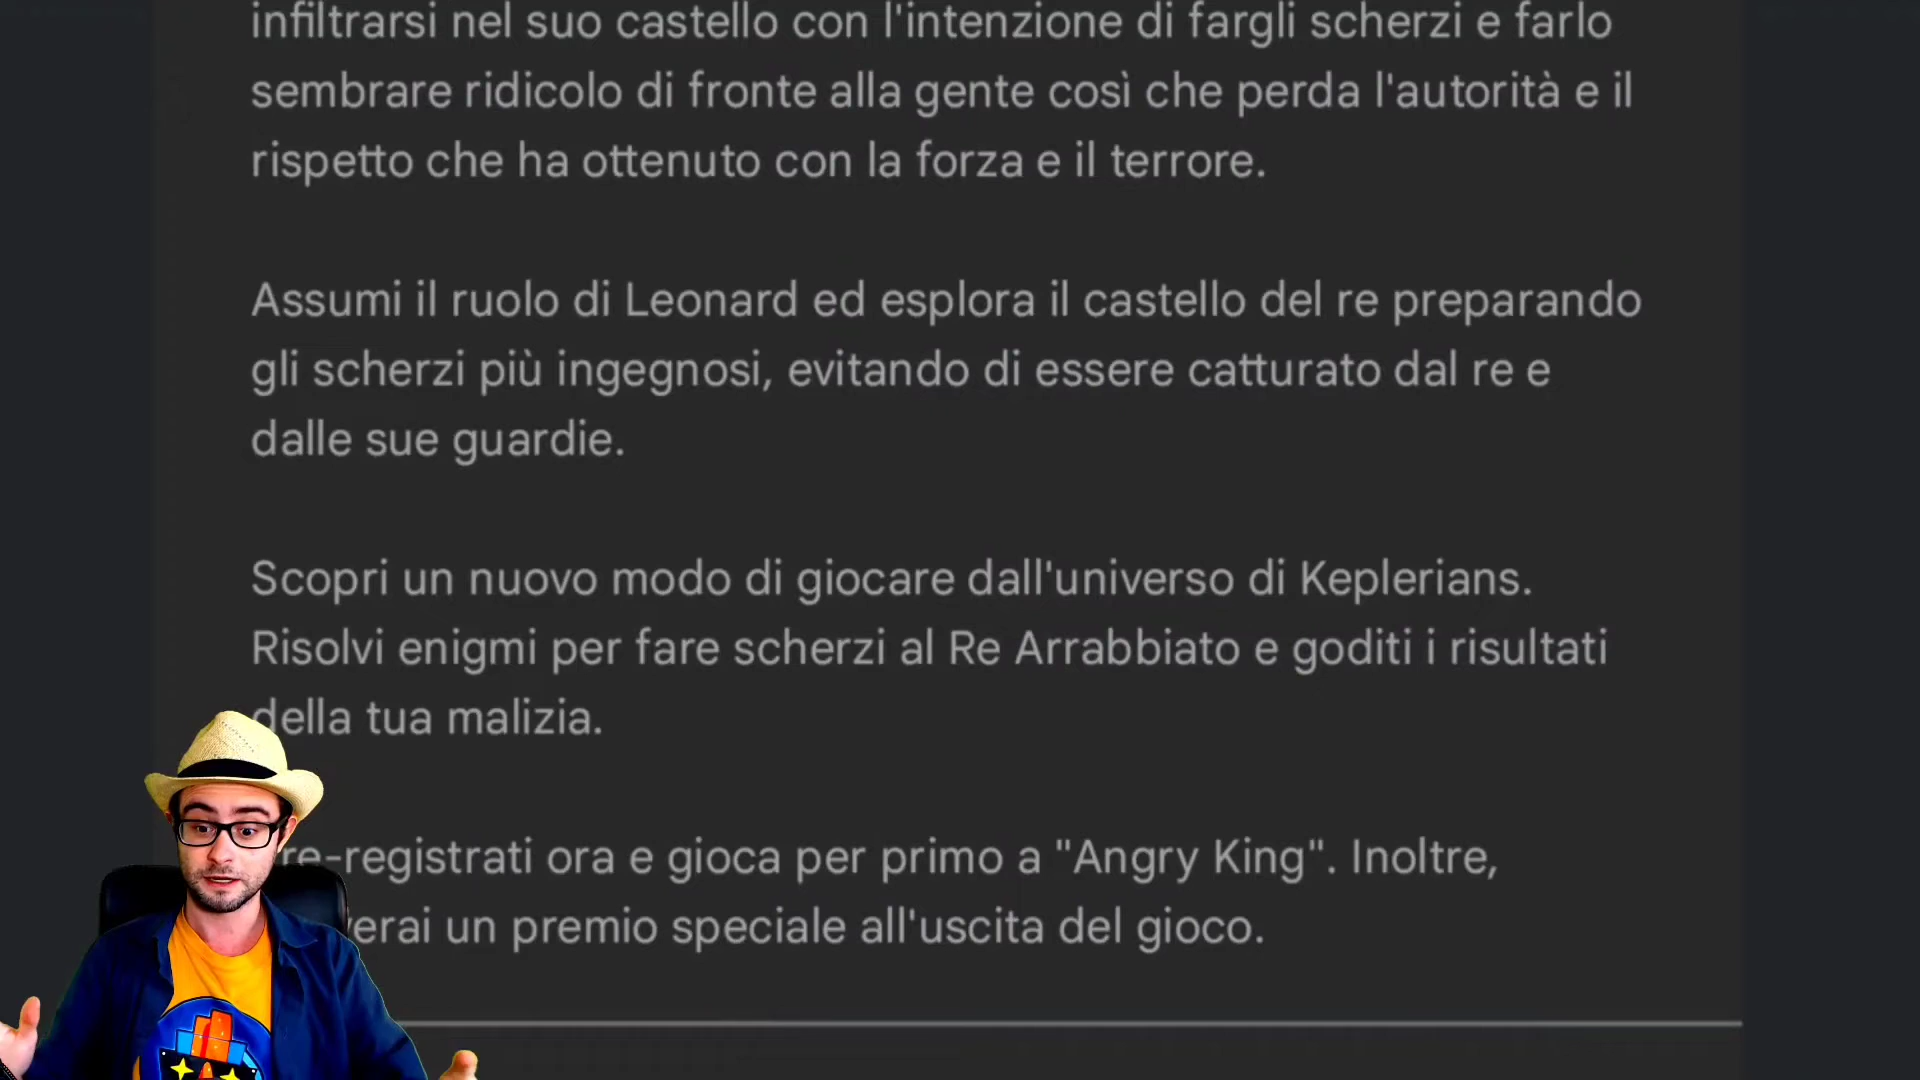 infiltrarsi nel suo castello con l'intenzione di fargli scherzi e farlo
sembrare ridicolo di fronte alla gente così che perda l'autorità e il
rispetto che ha ottenuto con la forza e il terrore.
Assumi il ruolo di Leonard ed esplora il castello del re preparando
gli scherzi più ingegnosi, evitando di essere catturato dal re e
dalle sue guardie.
Scopri un nuovo modo di giocare dall'universo di Keplerians.
Risolvi enigmi per fare scherzi al Re Arrabbiato e goditi i risultati
della tua malizia.
re-registrati ora e gioca per primo a "Angry King". Inoltre,
verai un premio speciale all'uscita del gioco.